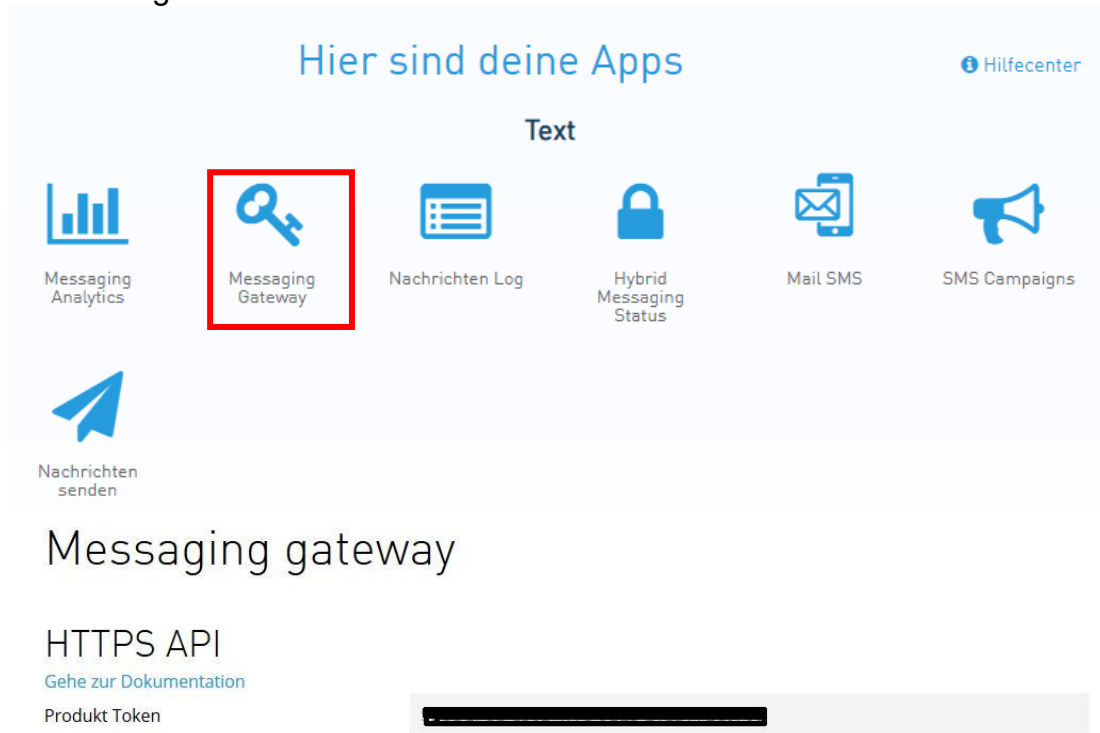 Hier sind deine Apps
Hilfecenter
Text
Messaging
Analytics
Messaging
Gateway
Nachrichten Log
Hybrid
Messaging
Status
Mail SMS
SMS Campaigns
Nachrichten
senden
Messaging gateway
HTTPS API
Gehe zur Dokumentation
Produkt Token